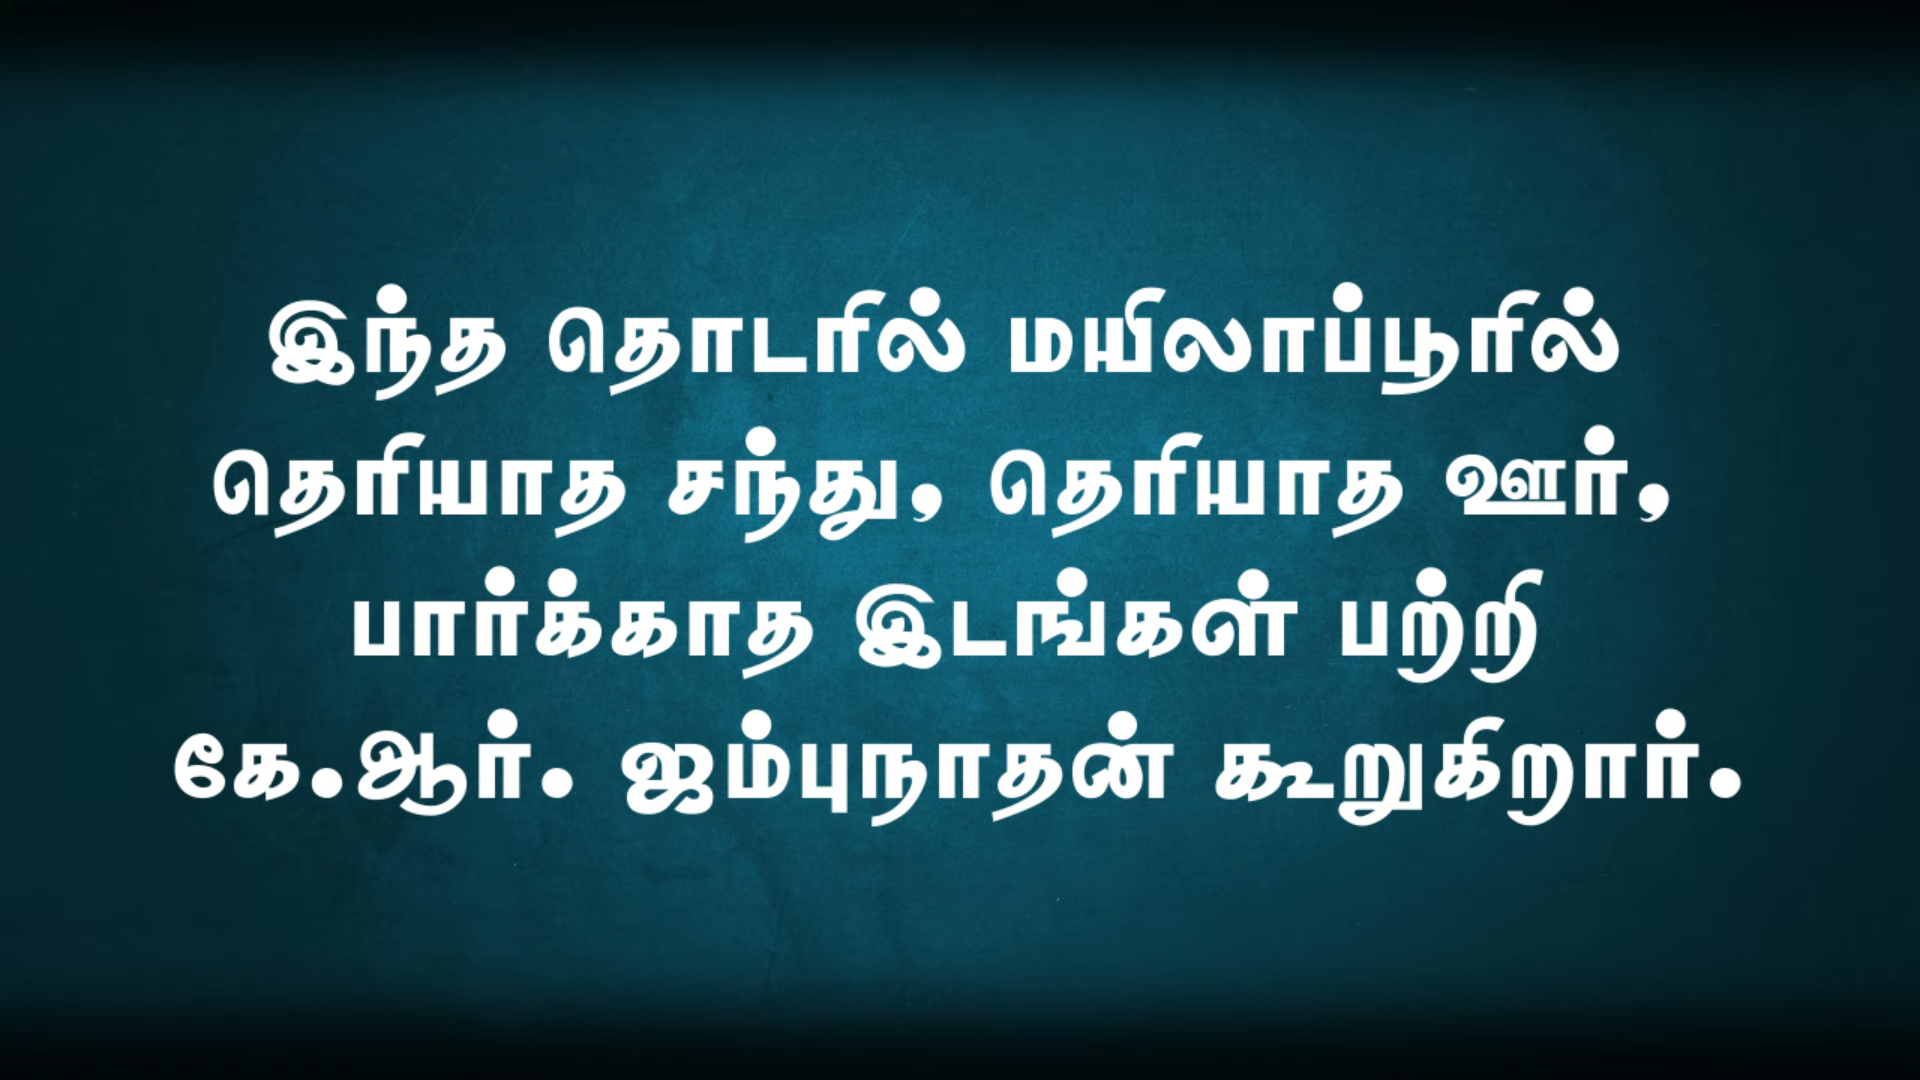 இந்த தொடரில் மயிலாப்பூரில்
தெரியாத சந்து, தெரியாத ஊர்,
பார்க்காத இடங்கள் பற்றி
கே.ஆர். ஜம்புநாதன் கூறுகிறார்.